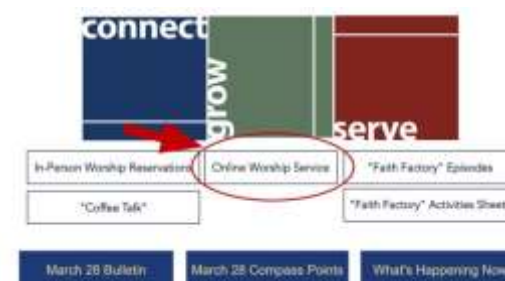 connect
grow
serve
In-Person Worship Reservations
Online Worship Service
"Faith Factory" Episodes
"Coffee Talk"
"Faith Factory" Activities Sheet
March 28 Bulletin
March 28 Compass Points
What's Happening Now